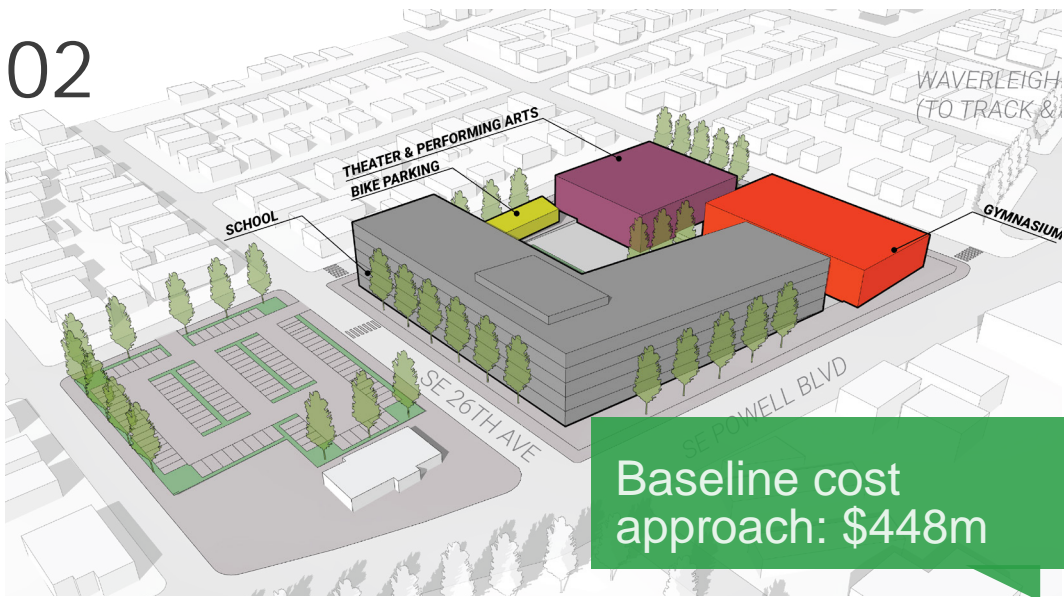 02
WAVERLEIGH
(TO TRACK &
THEATER & PERFORMING ARTS
BIKE PARKING
SCHOOL
GYMNASIUM
SE 26TH AVE
SE POWELL BLVD
Baseline cost
approach: $448m